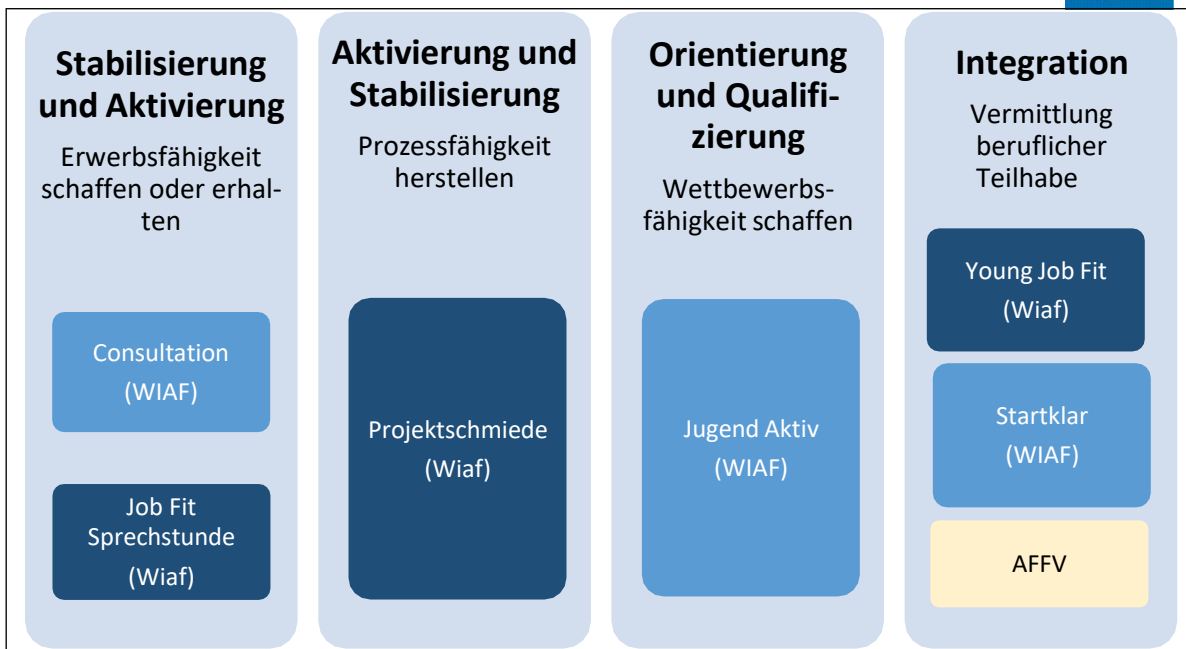 Stabilisierung
und Aktivierung
Erwerbsfähigkeit
schaffen oder erhal-
ten
Consultation
(WIAF)
Job Fit
Sprechstunde
(Wiaf)
Aktivierung und
Stabilisierung
Prozessfähigkeit
herstellen
Projektschmiede
(Wiaf)
Orientierung
und Qualifi-
zierung
Wettbewerbs-
fähigkeit schaffen
Jugend Aktiv
(WIAF)
Integration
Vermittlung
beruflicher
Teilhabe
Young Job Fit
(Wiaf)
Startklar
(WIAF)
AFFV